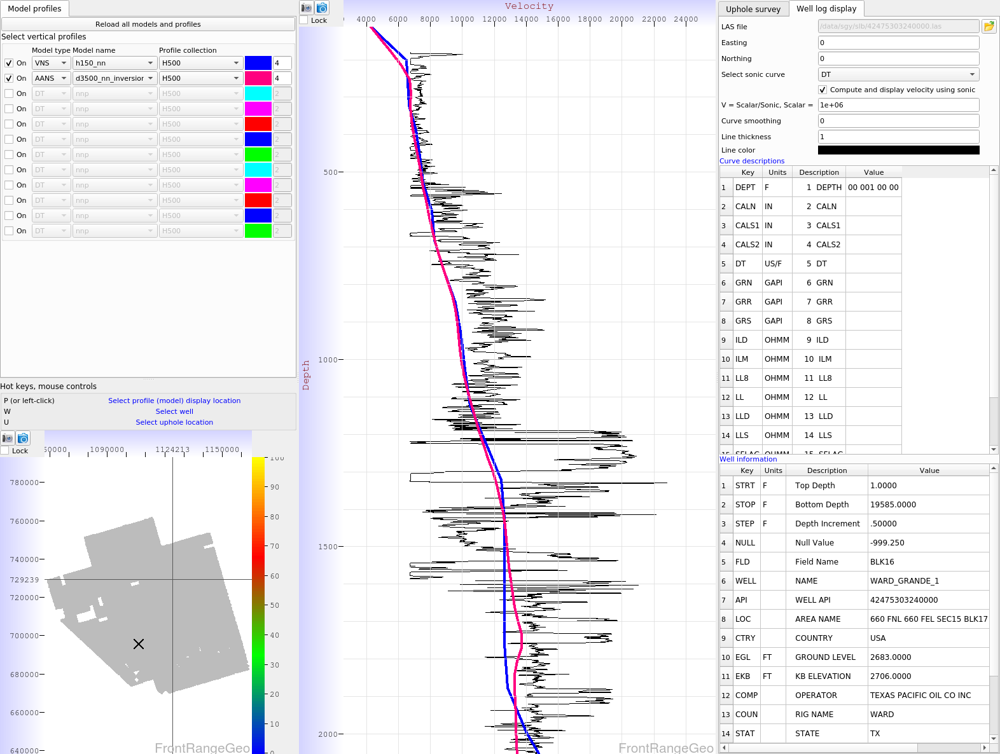 Model profiles
Reload all models and profiles
Select vertical profiles
Model type Model name Profile collection
On VNS h150_nn H500 4
On AANS d3500_nn_inversior H500 4
On DT nnp H500 2
On DT nnp H500 2
On DT nnp H500 2
On DT nnp H500 2
On DT nnp H500 2
On DT nnp H500 2
On DT nnp H500 2
On DT nnp H500 2
On DT nnp H500 2
On DT nnp H500 2
Hot keys, mouse controls
P (or left-click) Select profile (model) display location
W Select well
U Select uphole location
Lock
60000 1090000 1124213 1150000
780000
760000
740000
729239
720000
700000
680000
660000
640000
100
90
80
70
60
50
40
30
20
10
0
FrontRangeGeo
Lock
Velocity
4000 6000 8000 10000 12000 14000 16000 18000 20000 22000 24000
Depth
500
1000
1500
2000
FrontRangeGeo
Uphole survey Well log display
LAS file /data/sgy/slb/42475303240000.las
Easting 0
Northing 0
Select sonic curve DT
Compute and display velocity using sonic
V = Scalar/Sonic, Scalar = 1e+06
Curve smoothing 0
Line thickness 1
Line color
Curve descriptions
Key Units Description Value
1 DEPT F 1 DEPTH 00 001 00 00
2 CALN IN 2 CALN
3 CALS1 IN 3 CALS1
4 CALS2 IN 4 CALS2
5 DT US/F 5 DT
6 GRN GAPI 6 GRN
7 GRR GAPI 7 GRR
8 GRS GAPI 8 GRS
9 ILD OHMM 9 ILD
10 ILM OHMM 10 ILM
11 LL8 OHMM 11 LL8
12 LL OHMM 12 LL
13 LLD OHMM 13 LLD
14 LLS OHMM 14 LLS
15 SFLAG OHMM 15 SFLAG
Well information
Key Units Description Value
1 STRT F Top Depth 1.0000
2 STOP F Bottom Depth 19585.0000
3 STEP F Depth Increment .50000
4 NULL Null Value -999.250
5 FLD Field Name BLK16
6 WELL NAME WARD_GRANDE_1
7 API WELL API 42475303240000
8 LOC AREA NAME 660 FNL 660 FEL SEC15 BLK17
9 CTRY COUNTRY USA
10 EGL FT GROUND LEVEL 2683.0000
11 EKB FT KB ELEVATION 2706.0000
12 COMP OPERATOR TEXAS PACIFIC OIL CO INC
13 COUN RIG NAME WARD
14 STAT STATE TX